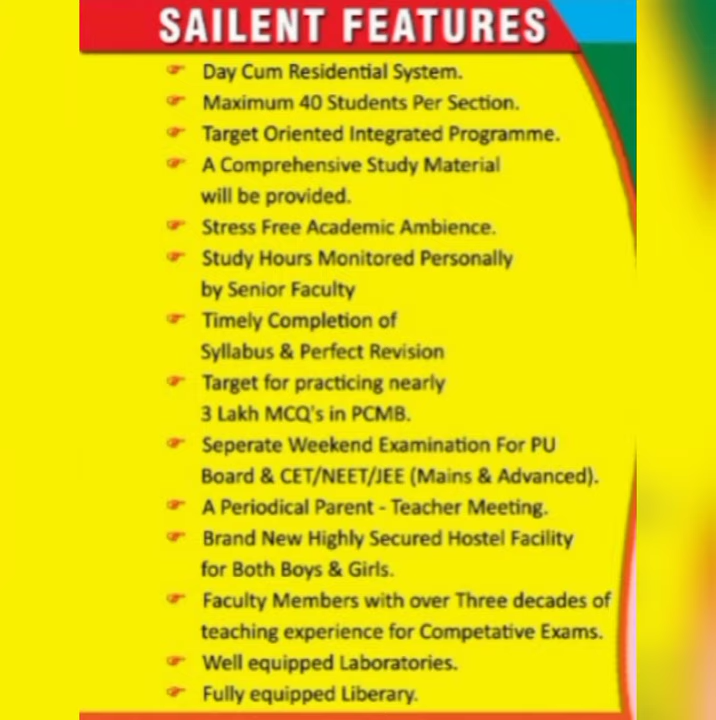 SAILENT FEATURES
Day Cum Residential System.
Maximum 40 Students Per Section.
Target Oriented Integrated Programme.
A Comprehensive Study Material
will be provided.
Stress Free Academic Ambience.
Study Hours Monitored Personally
by Senior Faculty
Timely Completion of
Syllabus & Perfect Revision
Target for practicing nearly
3 Lakh MCQ's in PCMB.
Seperate Weekend Examination For PU
Board & CET/NEET/JEE (Mains & Advanced).
A Periodical Parent - Teacher Meeting.
Brand New Highly Secured Hostel Facility
for Both Boys & Girls.
Faculty Members with over Three decades of
teaching experience for Competative Exams.
Well equipped Laboratories.
Fully equipped Liberary.